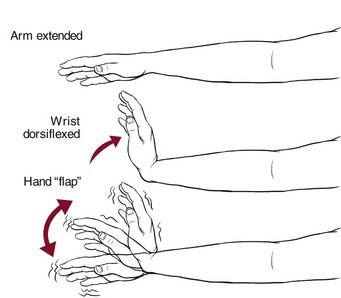 Arm extended
Wrist
dorsiflexed
Hand “flap”